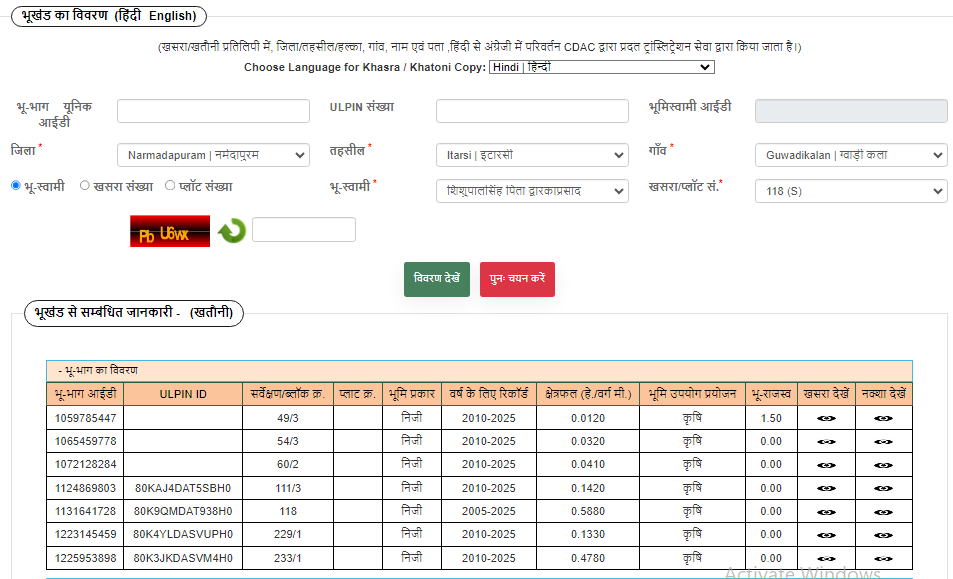 भूखंड का विवरण (हिंदी English)
(खसरा/खतौनी प्रतिलिपी में, जिला/तहसील/हल्का, गांव, नाम एवं पता ,हिंदी से अंग्रेजी में परिवर्तन CDAC द्वारा प्रदत ट्रांस्लिट्रेशन सेवा द्वारा किया जाता है।)
Choose Language for Khasra / Khatoni Copy: Hindi | हिन्दी
भू-भाग यूनिक आईडी ULPIN संख्या भूमिस्वामी आईडी
जिला * Narmadapuram | नर्मदापुरम तहसील * Itarsi | इटारसी गाँव * Guwadikalan | ग्वाड़ी कला
भू-स्वामी खसरा संख्या प्लॉट संख्या भू-स्वामी * शिशुपालसिंह पिता द्वारकाप्रसाद खसरा/प्लॉट सं.* 118 (S)
Pb U6wx
विवरण देखें पुनः चयन करें
भूखंड से सम्बंधित जानकारी - (खतौनी)
- भू-भाग का विवरण
भू-भाग आईडी ULPIN ID सर्वेक्षण/ब्लॉक क्र. प्लाट क्र. भूमि प्रकार वर्ष के लिए रिकॉर्ड क्षेत्रफल (हे./वर्ग मी.) भूमि उपयोग प्रयोजन भू-राजस्व खसरा देखें नक्शा देखें
1059785447 49/3 निजी 2010-2025 0.0120 कृषि 1.50
1065459778 54/3 निजी 2010-2025 0.0320 कृषि 0.00
1072128284 60/2 निजी 2010-2025 0.0410 कृषि 0.00
1124869803 80KAJ4DAT5SBH0 111/3 निजी 2010-2025 0.1420 कृषि 0.00
1131641728 80K9QMDAT938H0 118 निजी 2005-2025 0.5880 कृषि 0.00
1223145459 80K4YLDASVUPH0 229/1 निजी 2010-2025 0.1330 कृषि 0.00
1225953898 80K3JKDASVM4H0 233/1 निजी 2010-2025 0.4780 कृषि 0.00
Activate Windows